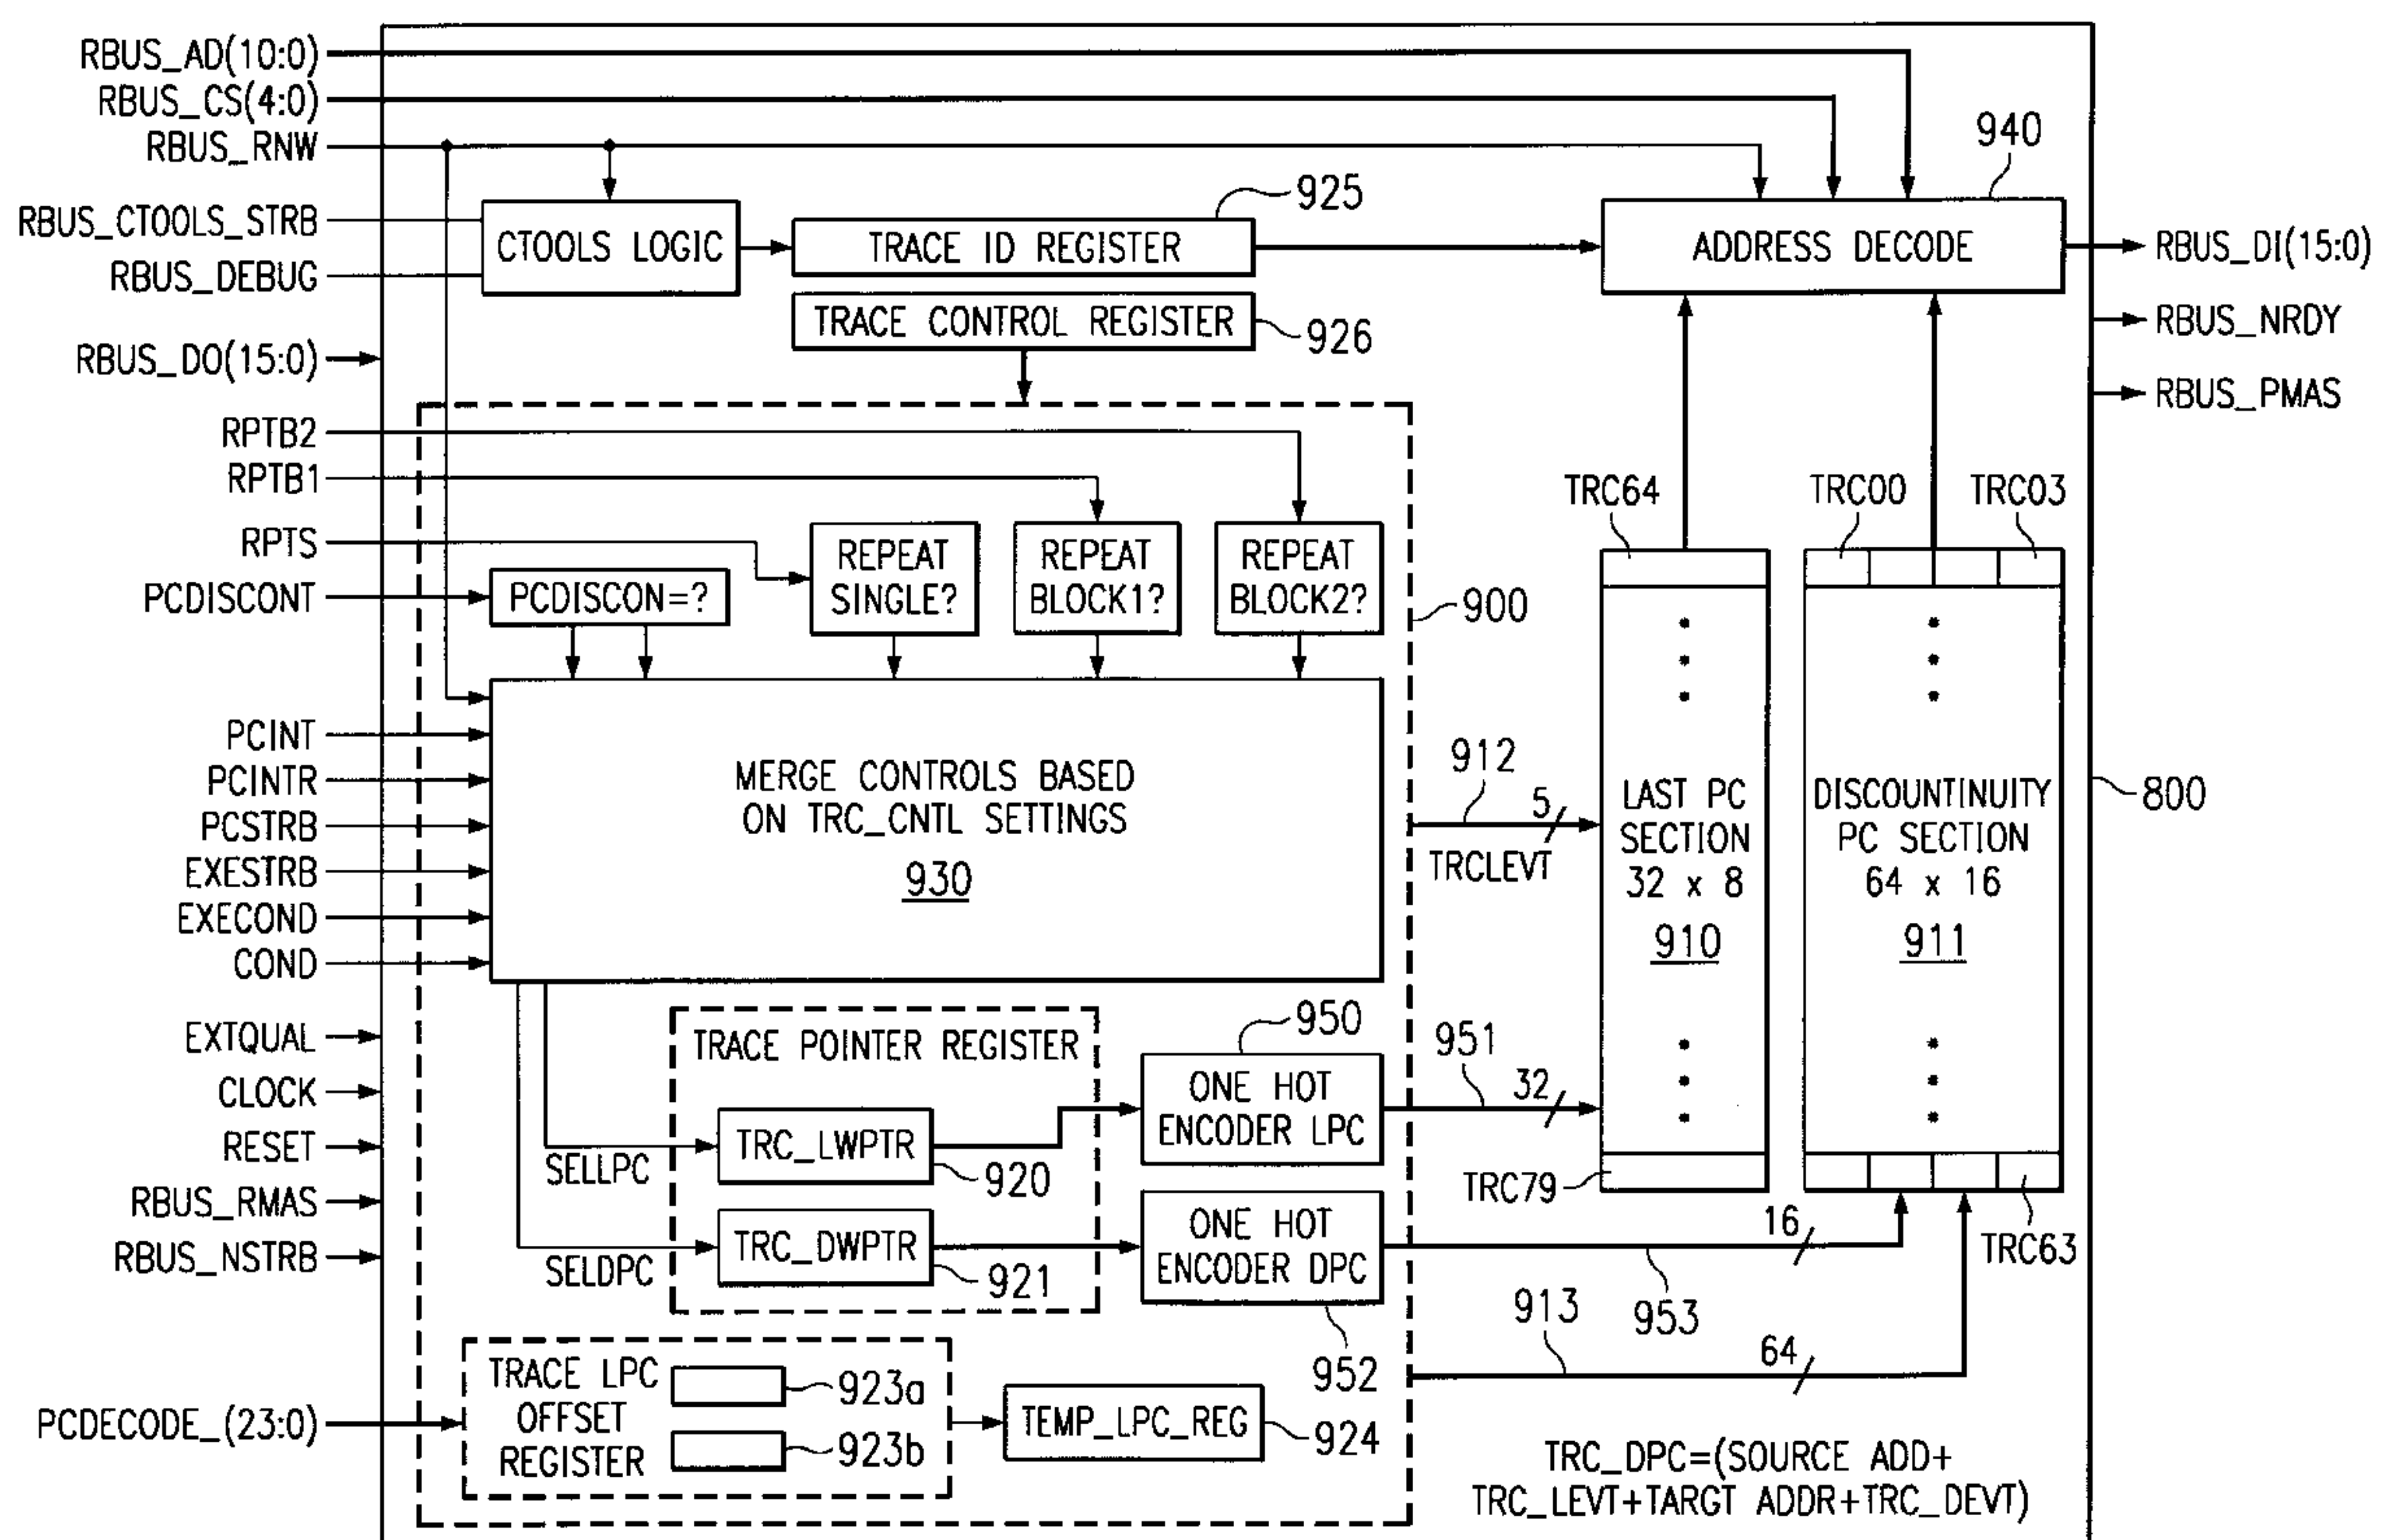 RBUS_AD(10:0)
RBUS_CS(4:0)
RBUS_RNW
RBUS_CTOOLS_STRB
RBUS_DEBUG
RBUS_DO(15:0)
RPTB2
RPTB1
RPTS
PCDISCONT
PCINT
PCINTR
PCSTRB
EXESTRB
EXECOND
COND
EXTQUAL
CLOCK
RESET
RBUS_RMAS
RBUS_NSTRB
PCDECODE_(23:0)
CTOOLS LOGIC
925
TRACE ID REGISTER
TRACE CONTROL REGISTER
926
940
ADDRESS DECODE
RBUS_DI(15:0)
RBUS_NRDY
RBUS_PMAS
PCDISCON=?
REPEAT
SINGLE?
REPEAT
BLOCK1?
REPEAT
BLOCK2?
900
MERGE CONTROLS BASED
ON TRC_CNTL SETTINGS
930
TRC64
TRC00
TRC03
912
5
TRCLEVT
LAST PC
SECTION
32 x 8
910
DISCOUNTINUITY
PC SECTION
64 x 16
911
800
TRACE POINTER REGISTER
SELLPC
TRC_LWPTR
920
SELDPC
TRC_DWPTR
921
950
ONE HOT
ENCODER LPC
951
32
ONE HOT
ENCODER DPC
952
TRC79
16
TRC63
953
913
64
TRACE LPC
OFFSET
REGISTER
923a
923b
TEMP_LPC_REG
924
TRC_DPC=(SOURCE ADD+
TRC_LEVT+TARGT ADDR+TRC_DEVT)